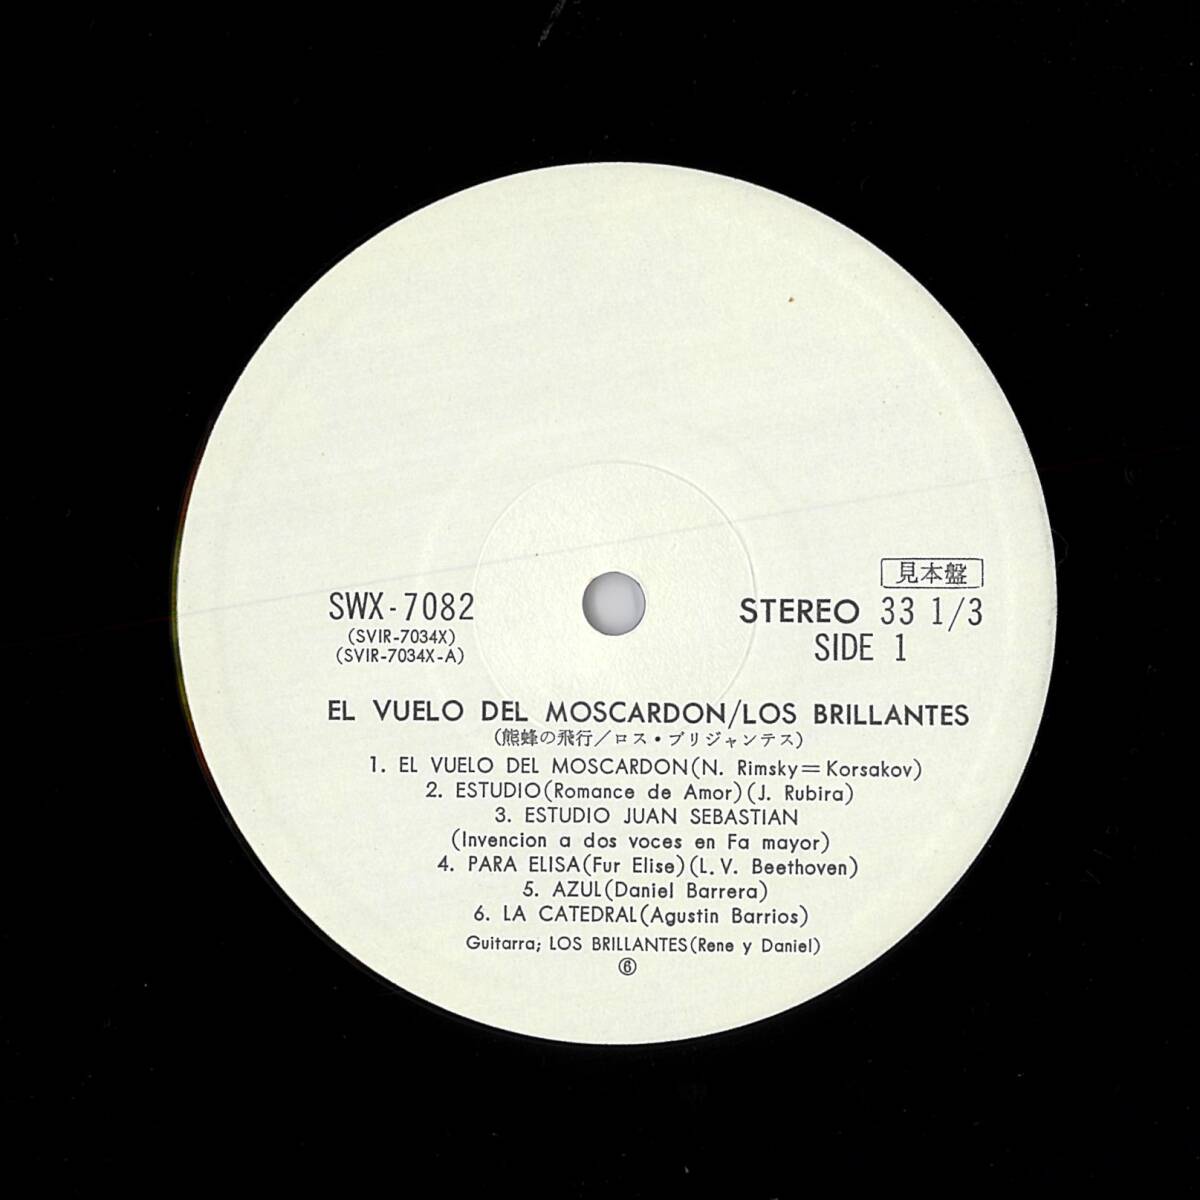 見本盤
SWX-7082
STEREO 33 1/3
(SVIR-7034X)
SIDE 1
(SVIR-7034X-A)
EL VUELO DEL MOSCARDON/LOS BRILLANTES
(熊蜂の飛行/ロス・ブリジャンテス)
1. EL VUELO DEL MOSCARDON(N. Rimsky=Korsakov)
2. ESTUDIO(Romance de Amor)(J. Rubira)
3. ESTUDIO JUAN SEBASTIAN
(Invencion a dos voces en Fa mayor)
4. PARA ELISA(Fur Elise)(L.V. Beethoven)
5. AZUL(Daniel Barrera)
6. LA CATEDRAL(Agustin Barrios)
Guitarra; LOS BRILLANTES(Rene y Daniel)
⑥